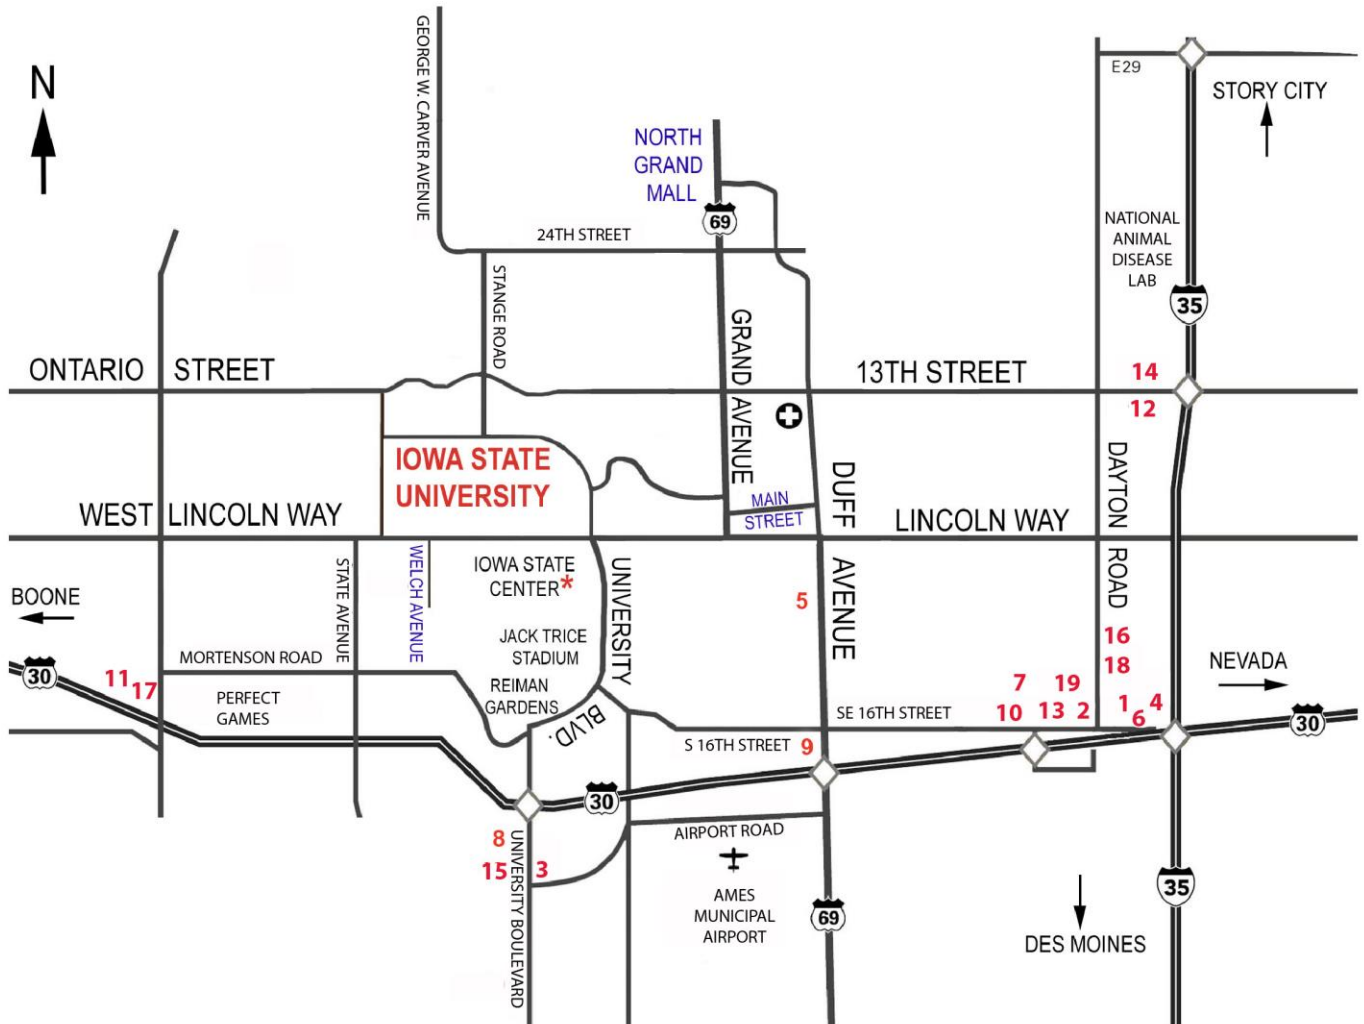 GEORGE W. CARVER AVENUE
E29
STORY CITY
N
NORTH
GRAND
MALL
69
24TH STREET
NATIONAL
ANIMAL
DISEASE
LAB
STANGE ROAD
35
GRAND AVENUE
ONTARIO STREET
13TH STREET
14
12
IOWA STATE
UNIVERSITY
DAYTON ROAD
DUFF AVENUE
MAIN
STREET
WEST LINCOLN WAY
LINCOLN WAY
STATE AVENUE
WELCH AVENUE
IOWA STATE
CENTER*
UNIVERSITY
BLVD.
5
BOONE
JACK TRICE
STADIUM
16
18
NEVADA
MORTENSON ROAD
30
11
17
REIMAN
GARDENS
PERFECT
GAMES
7
19
10
13
2
1
4
6
SE 16TH STREET
30
S 16TH STREET
9
30
AIRPORT ROAD
8
15
3
UNIVERSITY BOULEVARD
AMES
MUNICIPAL
AIRPORT
69
35
DES MOINES